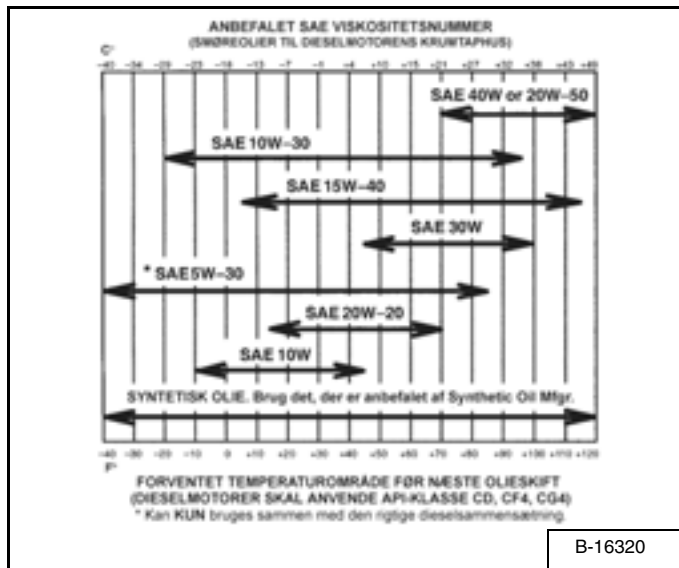 ANBEFALET SAE VISKOSITETSNUMMER
(SMØREOLIER TIL DIESELMOTORENS KRUMTAPHUS)
C°
-40 -34 -29 -23 -18 -13 -7 -1 +4 +10 +15 +21 +27 +32 +38 +43 +49
SAE 40W or 20W–50
SAE 10W–30
SAE 15W–40
SAE 30W
* SAE 5W–30
SAE 20W–20
SAE 10W
SYNTETISK OLIE. Brug det, der er anbefalet af Synthetic Oil Mfgr.
-40 -30 -20 -10 0 +10 +20 +30 +40 +50 +60 +70 +80 +90 +100 +110 +120
F°
FORVENTET TEMPERATUROMRÅDE FØR NÆSTE OLIESKIFT
(DIESELMOTORER SKAL ANVENDE API-KLASSE CD, CF4, CG4)
* Kan KUN bruges sammen med den rigtige dieselsammensætning.
B-16320